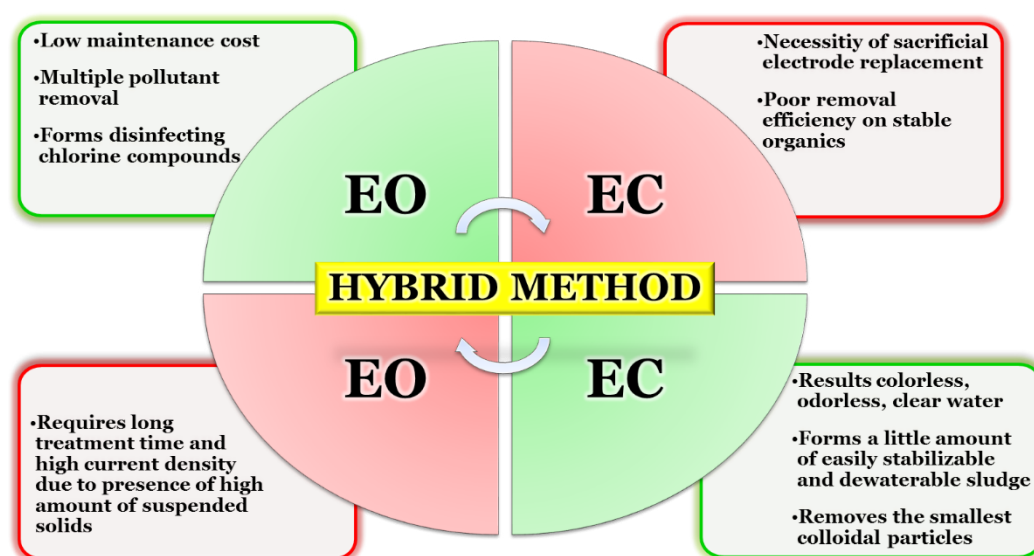 •Low maintenance cost
•Multiple pollutant
removal
•Forms disinfecting
chlorine compounds
•Necessitiy of sacrificial
electrode replacement
•Poor removal
efficiency on stable
organics
EO
EC
HYBRID METHOD
EO
EC
•Requires long
treatment time and
high current density
due to presence of high
amount of suspended
solids
•Results colorless,
odorless, clear water
•Forms a little amount
of easily stabilizable
and dewaterable sludge
•Removes the smallest
colloidal particles